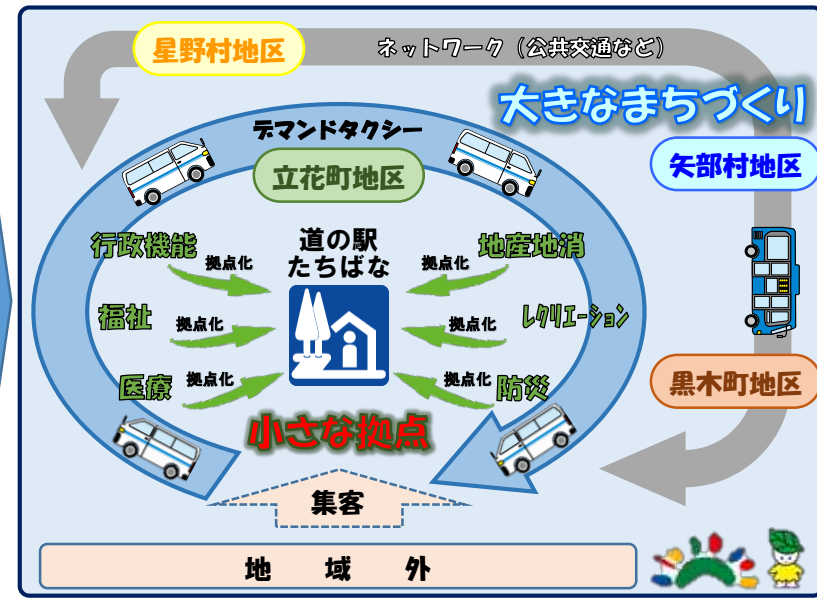 星野村地区
ネットワーク（公共交通など）
大きなまちづくり
デマンドタクシー
立花町地区
矢部村地区
行政機能
拠点化
道の駅
たちばな
拠点化
地産地消
福祉
拠点化
拠点化
ﾚｸﾘｴｰｼｮﾝ
医療
拠点化
拠点化
防災
黒木町地区
小さな拠点
集客
地 域 外